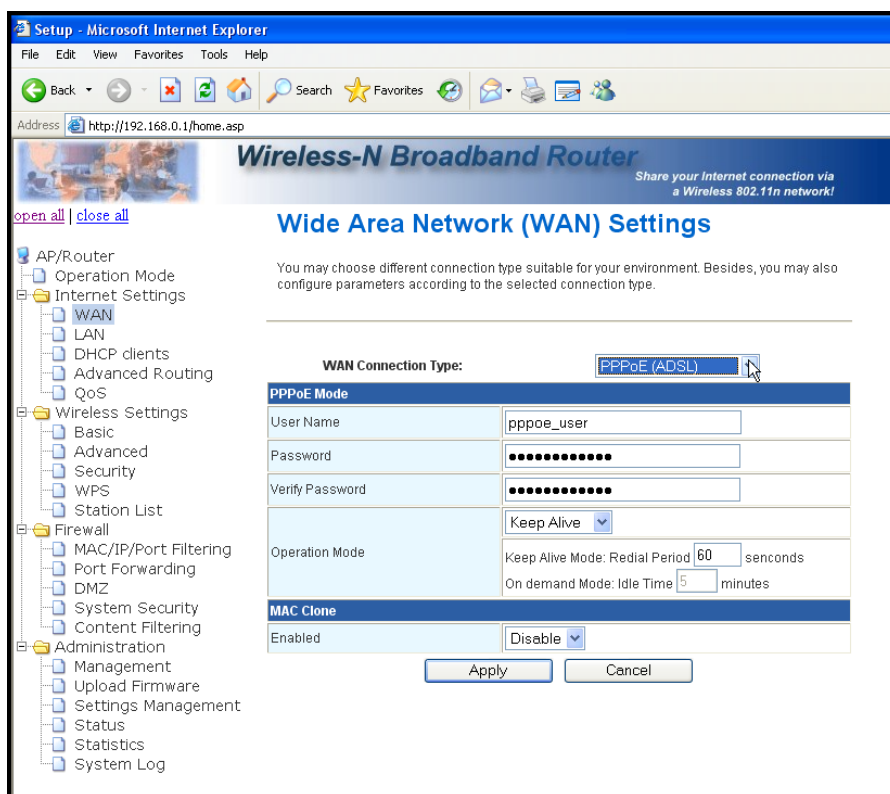 Setup - Microsoft Internet Explorer
File Edit View Favorites Tools Help
Back Search Favorites
Address http://192.168.0.1/home.asp
Wireless-N Broadband Router
Share your Internet connection via
a Wireless 802.11n network!
open all | close all
AP/Router
Operation Mode
Internet Settings
WAN
LAN
DHCP clients
Advanced Routing
QoS
Wireless Settings
Basic
Advanced
Security
WPS
Station List
Firewall
MAC/IP/Port Filtering
Port Forwarding
DMZ
System Security
Content Filtering
Administration
Management
Upload Firmware
Settings Management
Status
Statistics
System Log
Wide Area Network (WAN) Settings
You may choose different connection type suitable for your environment. Besides, you may also
configure parameters according to the selected connection type.
WAN Connection Type: PPPoE (ADSL)
PPPoE Mode
User Name pppoe_user
Password ●●●●●●●●●●●●
Verify Password ●●●●●●●●●●●●
Operation Mode Keep Alive
Keep Alive Mode: Redial Period 60 senconds
On demand Mode: Idle Time 5 minutes
MAC Clone
Enabled Disable
Apply Cancel